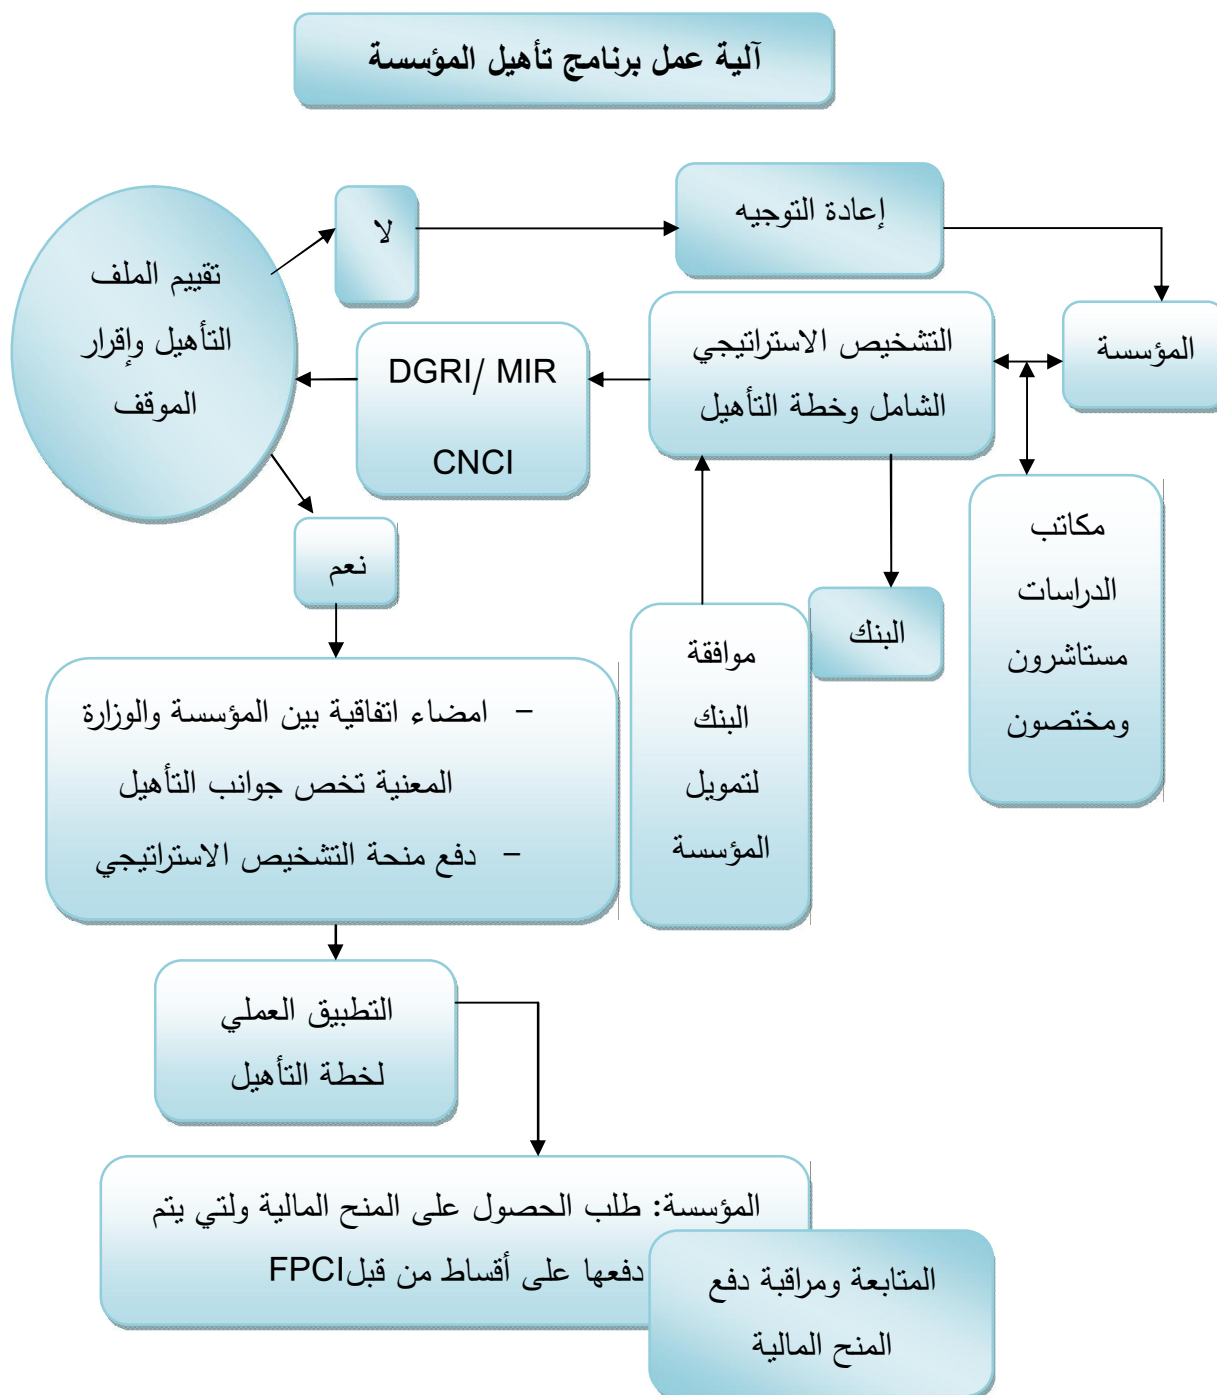 آلية عمل برنامج تأهيل المؤسسة
إعادة التوجيه
لا
المؤسسة
التشخيص الاستراتيجي
الشامل وخطة التأهيل
DGRI/ MIR
CNCI
تقييم الملف
التأهيل وإقرار
الموقف
مكاتب
الدراسات
مستاشرون
ومختصون
البنك
موافقة
البنك
لتمويل
المؤسسة
نعم
- امضاء اتفاقية بين المؤسسة والوزارة
المعنية تخص جوانب التأهيل
- دفع منحة التشخيص الاستراتيجي
التطبيق العملي
لخطة التأهيل
المؤسسة: طلب الحصول على المنح المالية ولتي يتم
دفعها على أقساط من قبلFPCI
المتابعة ومراقبة دفع
المنح المالية